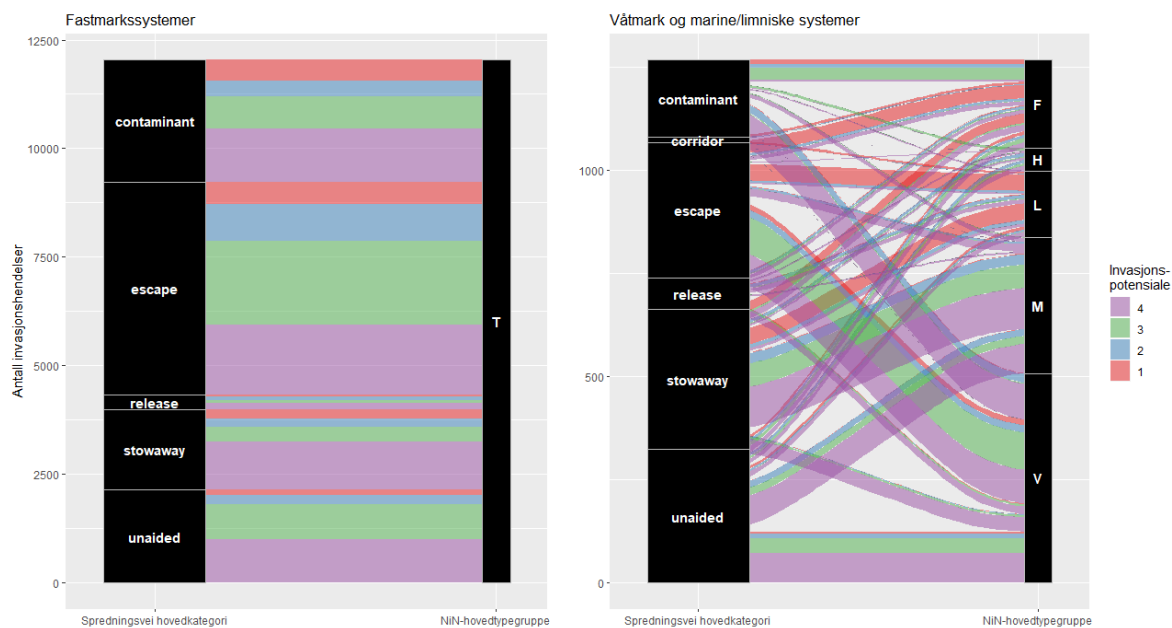 Fastmarkssystemer
Antall invasjonshendelser
12500
10000
7500
5000
2500
0
contaminant
escape
release
stowaway
unaided
T
Spredningsvei hovedkategori
NiN-hovedtypegruppe
Våtmark og marine/limniske systemer
1000
500
0
contaminant
corridor
escape
release
stowaway
unaided
F
H
L
M
V
Spredningsvei hovedkategori
NiN-hovedtypegruppe
Invasjons-
potensiale
4
3
2
1